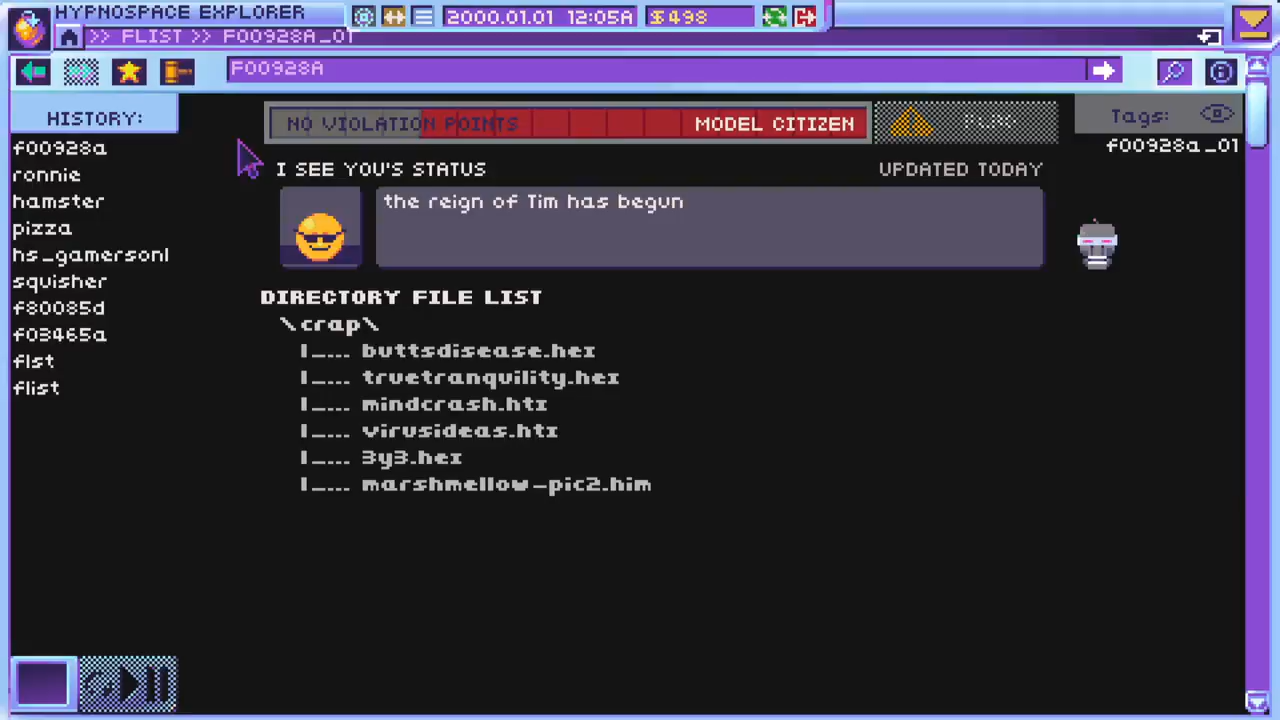 HYPNOSPACE EXPLORER
2000.01.01 12:05A
498
>> FLIST >> F00928A_01
F00928A
HISTORY:
f00928a
ronnie
hamster
pizza
hs_gamersonl
squisher
f80085d
f03465a
flst
flist
NO VIOLATION POINTS
MODEL CITIZEN
Tags:
f00928a_01
I SEE YOU'S STATUS
UPDATED TODAY
the reign of Tim has begun
DIRECTORY FILE LIST
\crap\
|_... buttsdisease.hex
|_... truetranquility.hex
|_... mindcrash.htx
|_... virusideas.htx
|_... 3y3.hex
|_... marshmellow-pic2.him